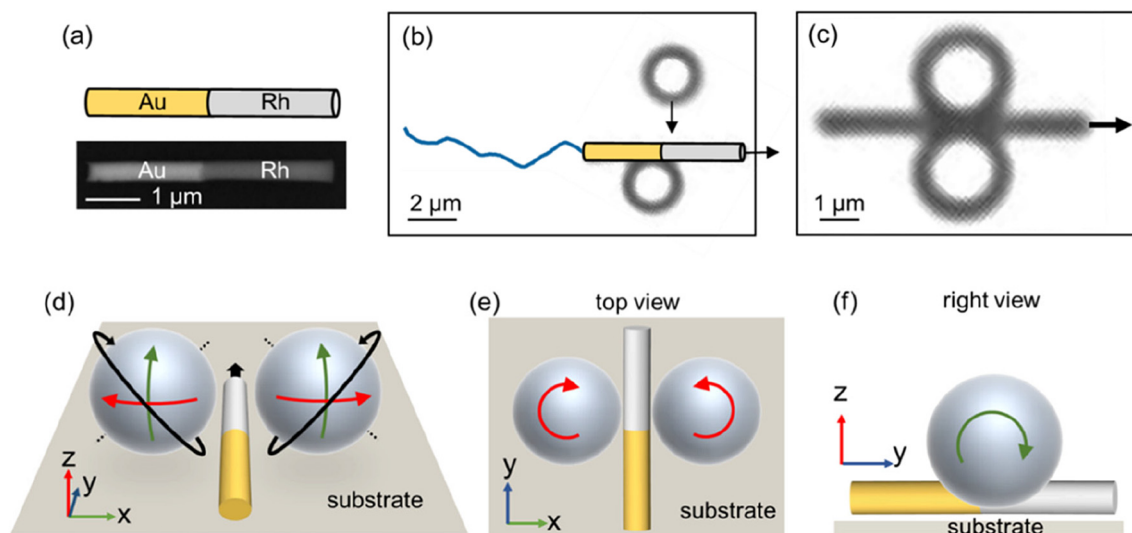 (a)
Au Rh
Au Rh
1 μm
(b)
2 μm
(c)
1 μm
(d)
z
y
x
substrate
(e) top view
y
x
substrate
(f) right view
z
y
substrate